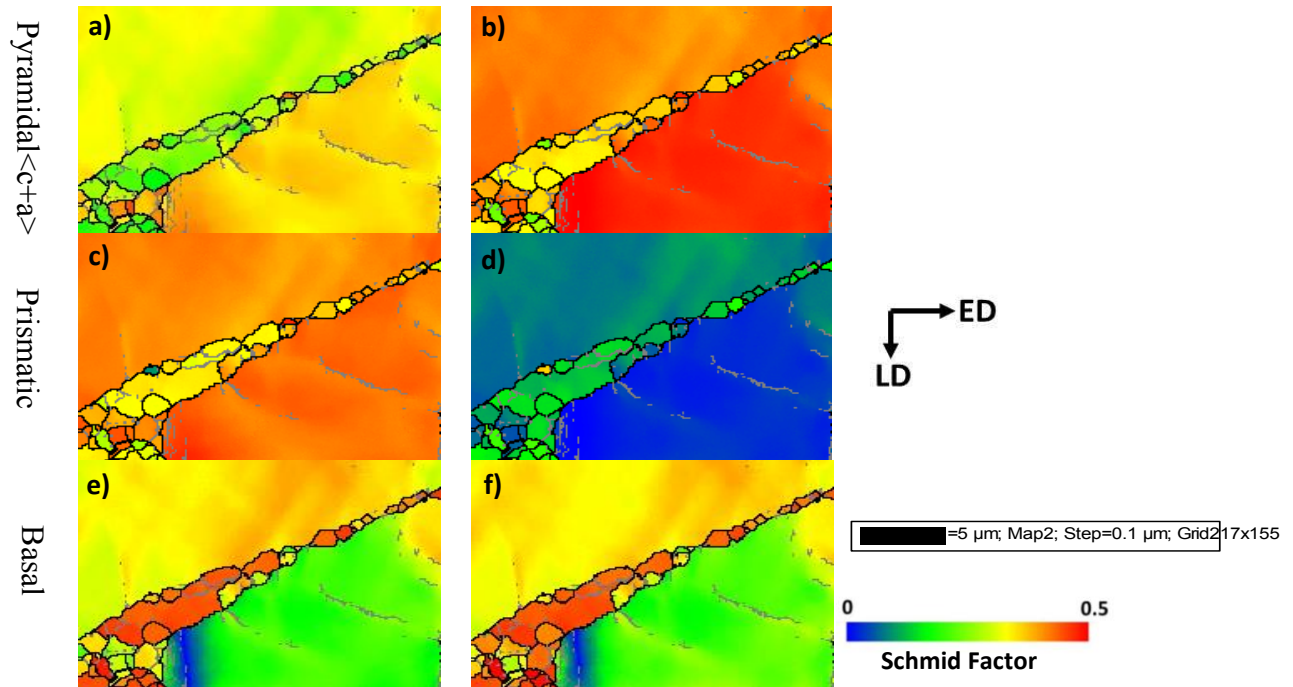 Pyramidal<c+a>
a)
b)
Prismatic
c)
d)
ED
LD
Basal
e)
f)
=5 µm; Map2; Step=0.1 µm; Grid217x155
0
0.5
Schmid Factor